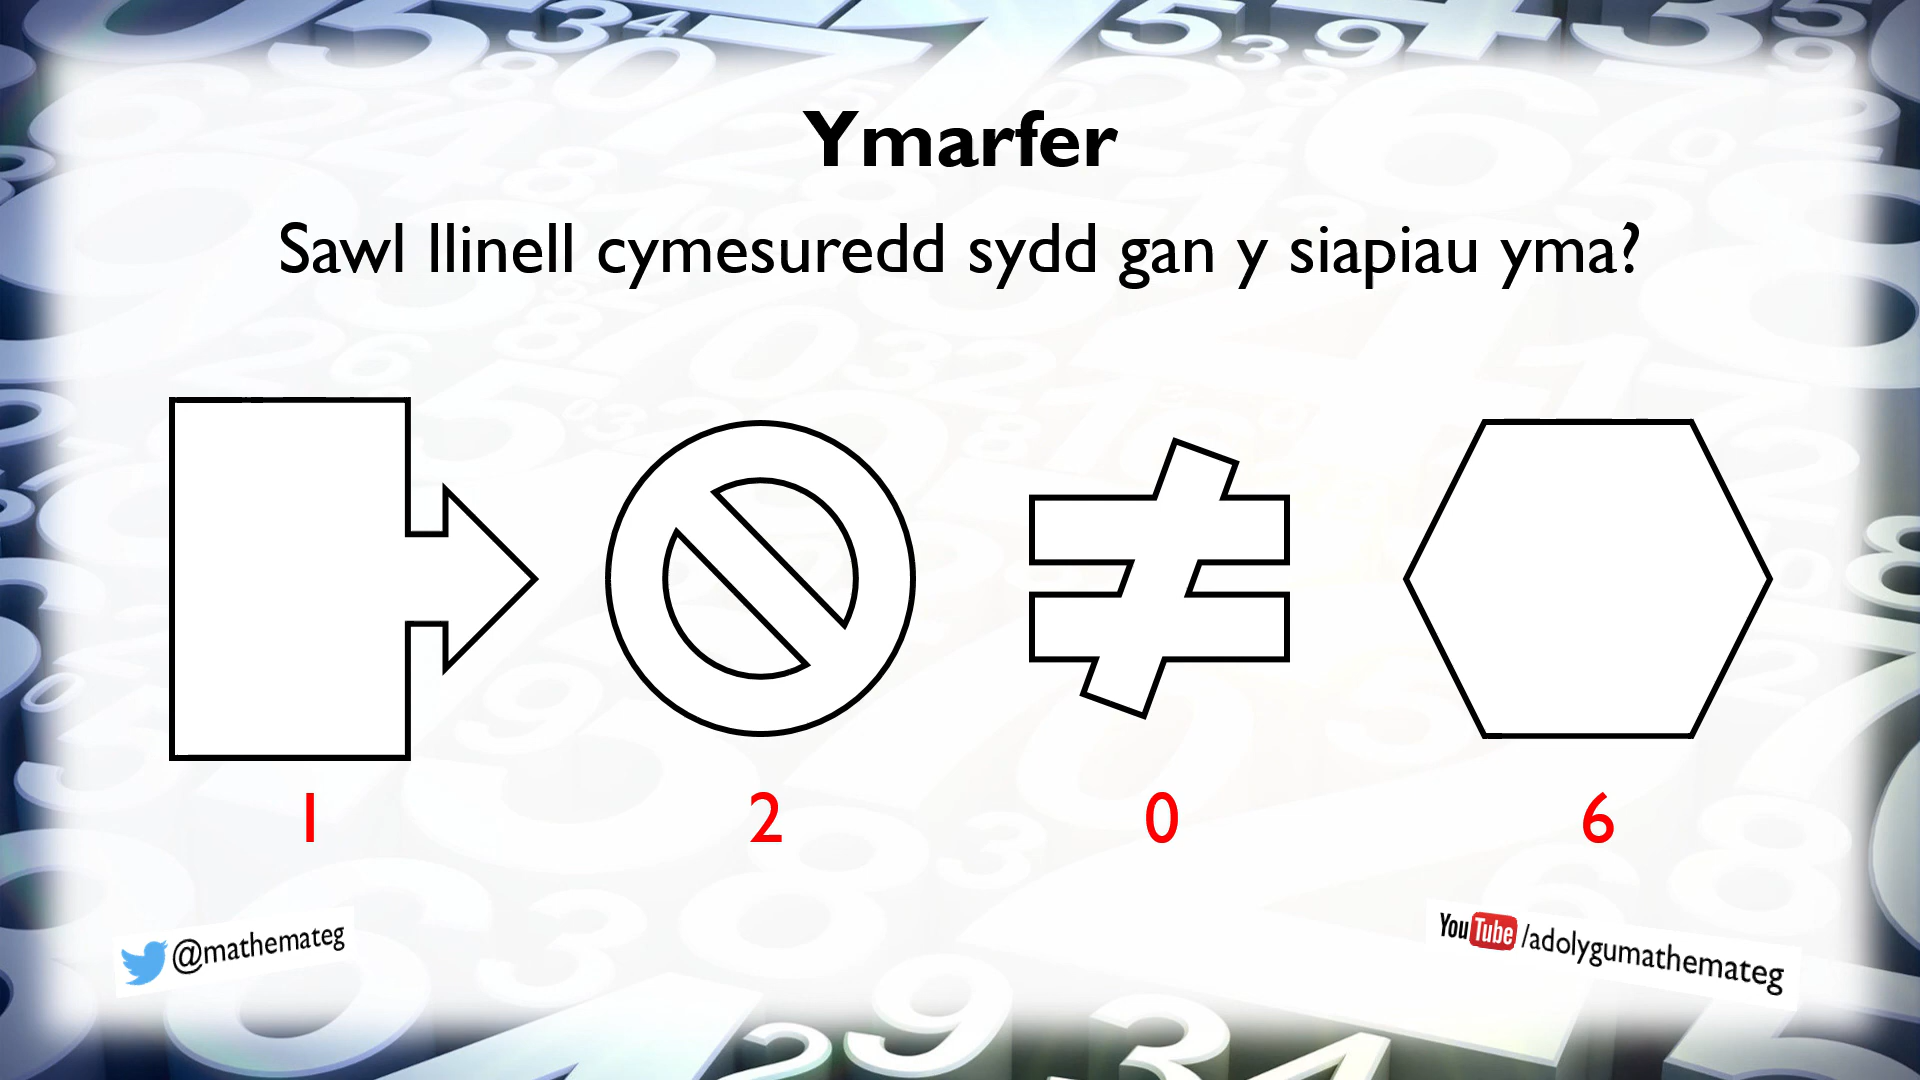 Ymarfer
Sawl llinell cymesuredd sydd gan y siapiau yma?
1 2 0 6
@mathemateg
YouTube /adolygumathemateg